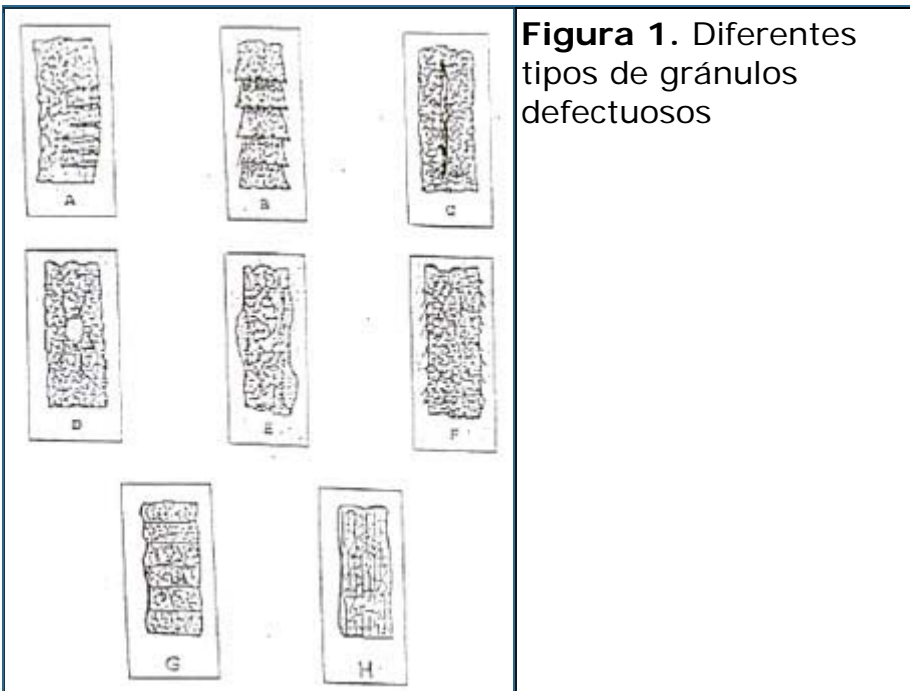 Figura 1. Diferentes
tipos de gránulos
defectuosos
A
B
C
D
E
F
G
H